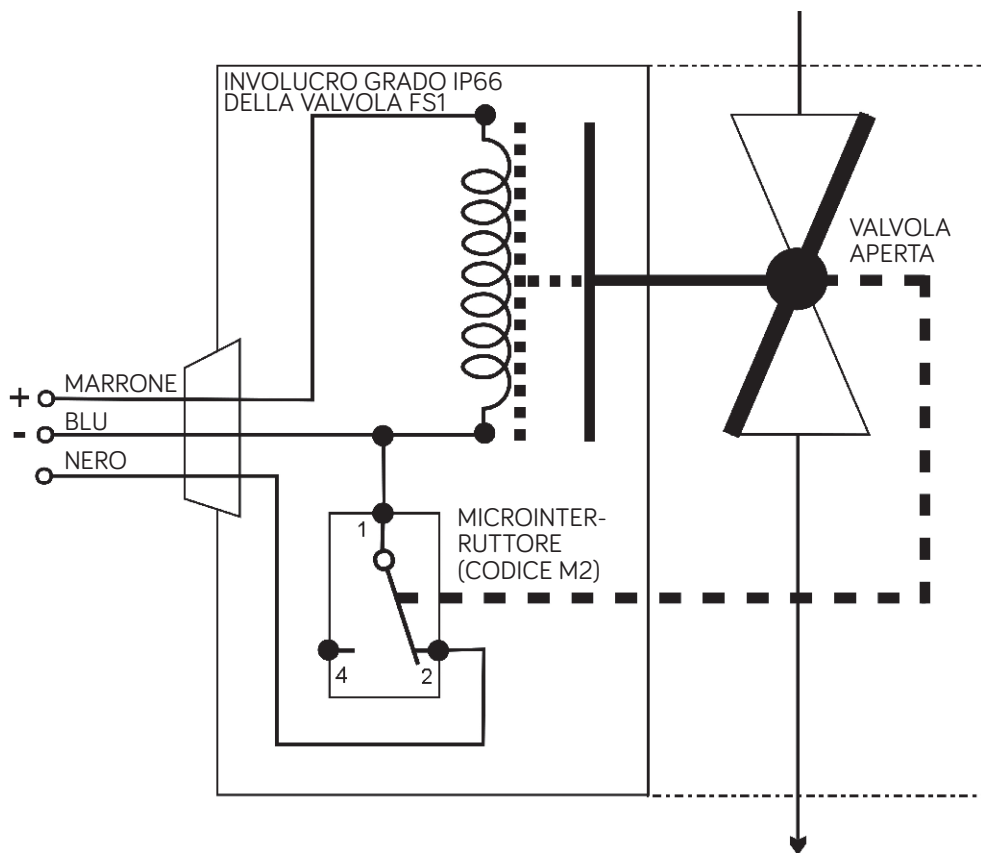 INVOLUCRO GRADO IP66
DELLA VALVOLA FS1
VALVOLA
APERTA
+ MARRONE
- BLU
NERO
MICROINTER-
RUTTORE
(CODICE M2)
1
4
2